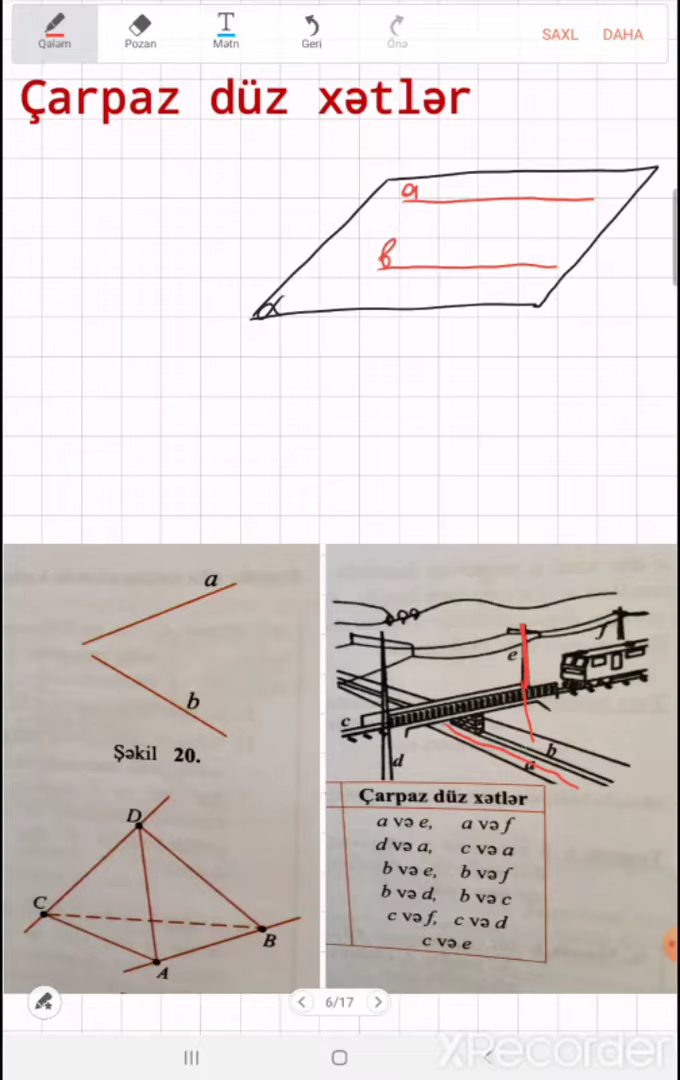 Qələm Pozan Mətn Geri Önə SAXL DAHA
Çarpaz düz xətlər
a
b
α
a
b
Şəkil 20.
D
C
B
A
f
e
c
b
a
d
Çarpaz düz xətlər
a və e, a və f
d və a, c və a
b və e, b və f
b və d, b və c
c və f, c və d
c və e
6/17
XRecorder